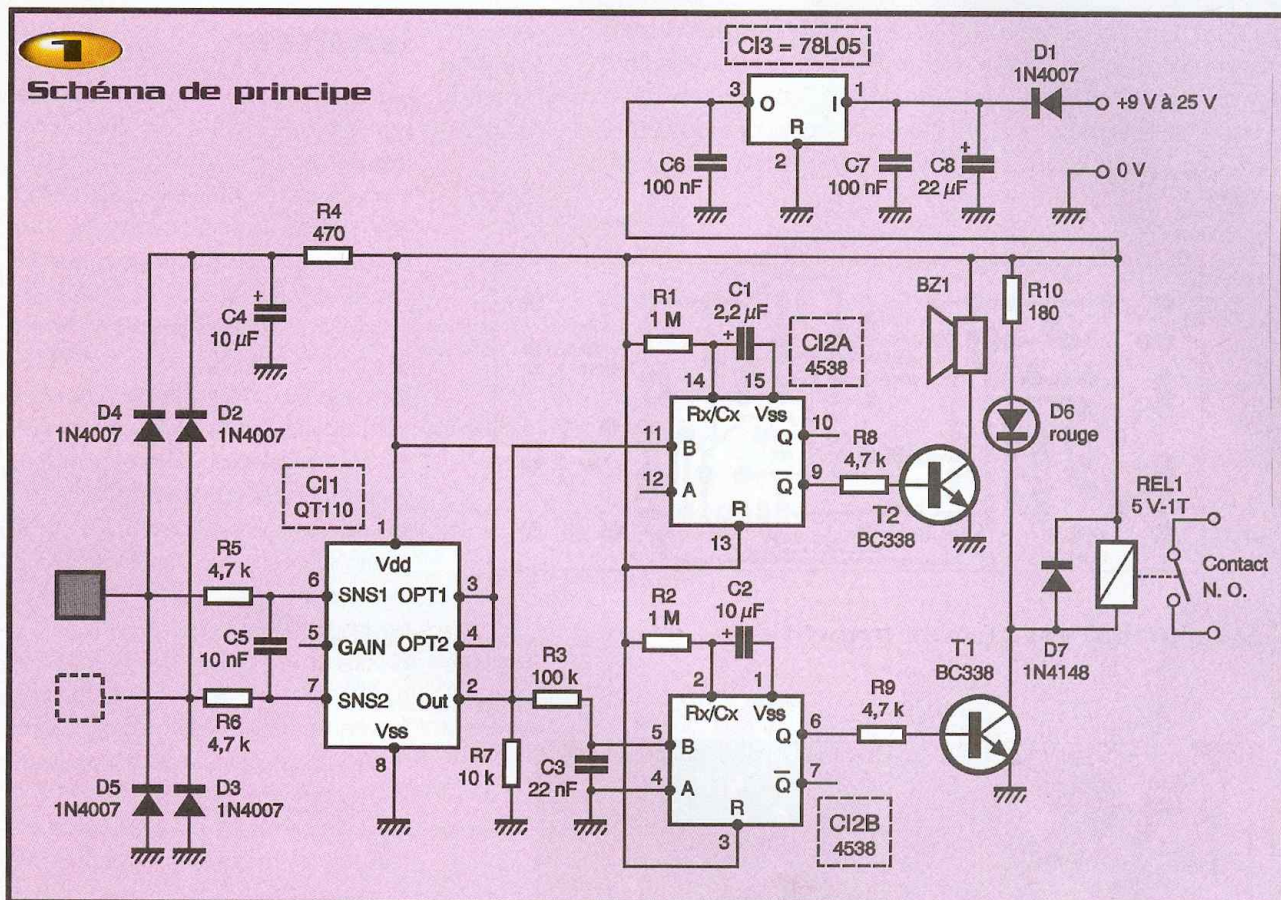 1
Schéma de principe
CI3 = 78L05
D1
1N4007
3
O
I
1
+9 V à 25 V
R
2
C6
100 nF
C7
100 nF
+
C8
22 µF
0 V
R4
470
+
C4
10 µF
D4
1N4007
D2
1N4007
R1
1 M
C1
2,2 µF
+
CI2A
4538
14
15
Rx/Cx
Vss
11
B
Q
10
12
A
Q
9
R
13
R8
4,7 k
T2
BC338
BZ1
R10
180
D6
rouge
REL1
5 V-1T
Contact
N. O.
CI1
QT110
1
Vdd
R5
4,7 k
6
SNS1
OPT1
3
C5
10 nF
5
GAIN
OPT2
4
7
SNS2
Out
2
R6
4,7 k
Vss
8
R3
100 k
R7
10 k
C3
22 nF
R2
1 M
C2
10 µF
+
2
1
Rx/Cx
Vss
5
B
Q
6
4
A
Q
7
R
3
CI2B
4538
R9
4,7 k
T1
BC338
D7
1N4148
D5
1N4007
D3
1N4007